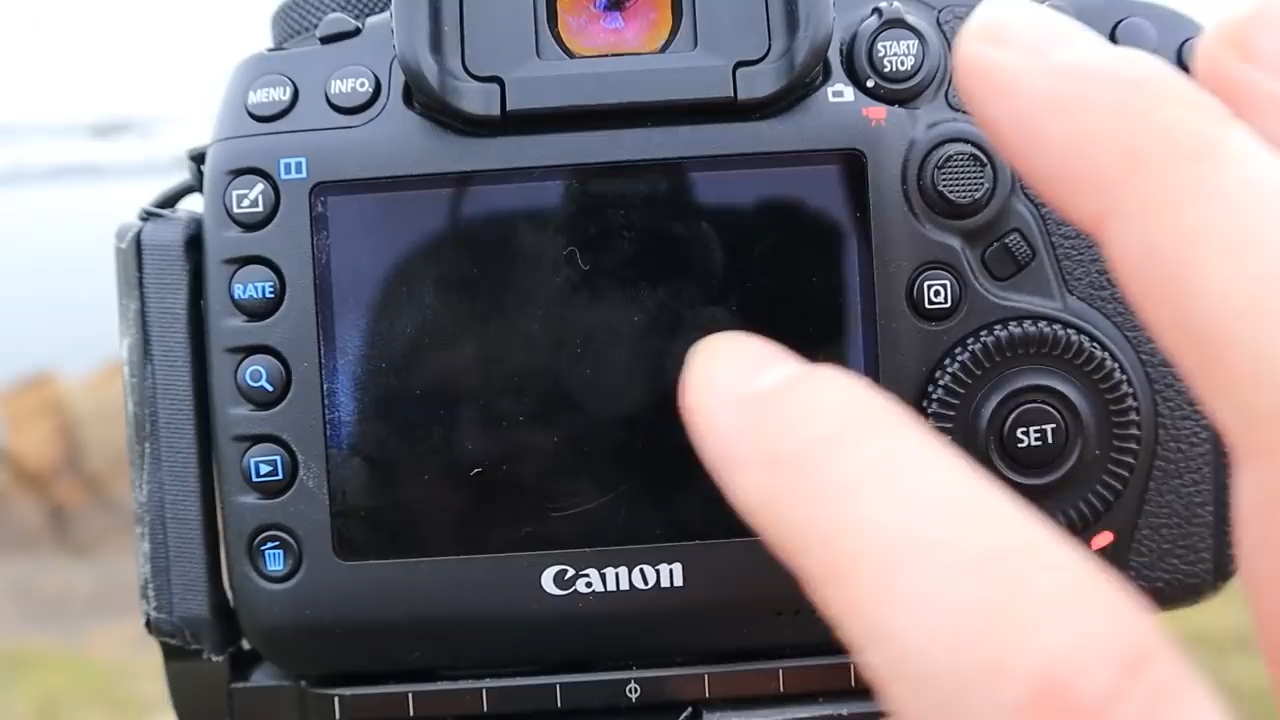 MENU
INFO.
START/
STOP
RATE
Q
SET
Canon